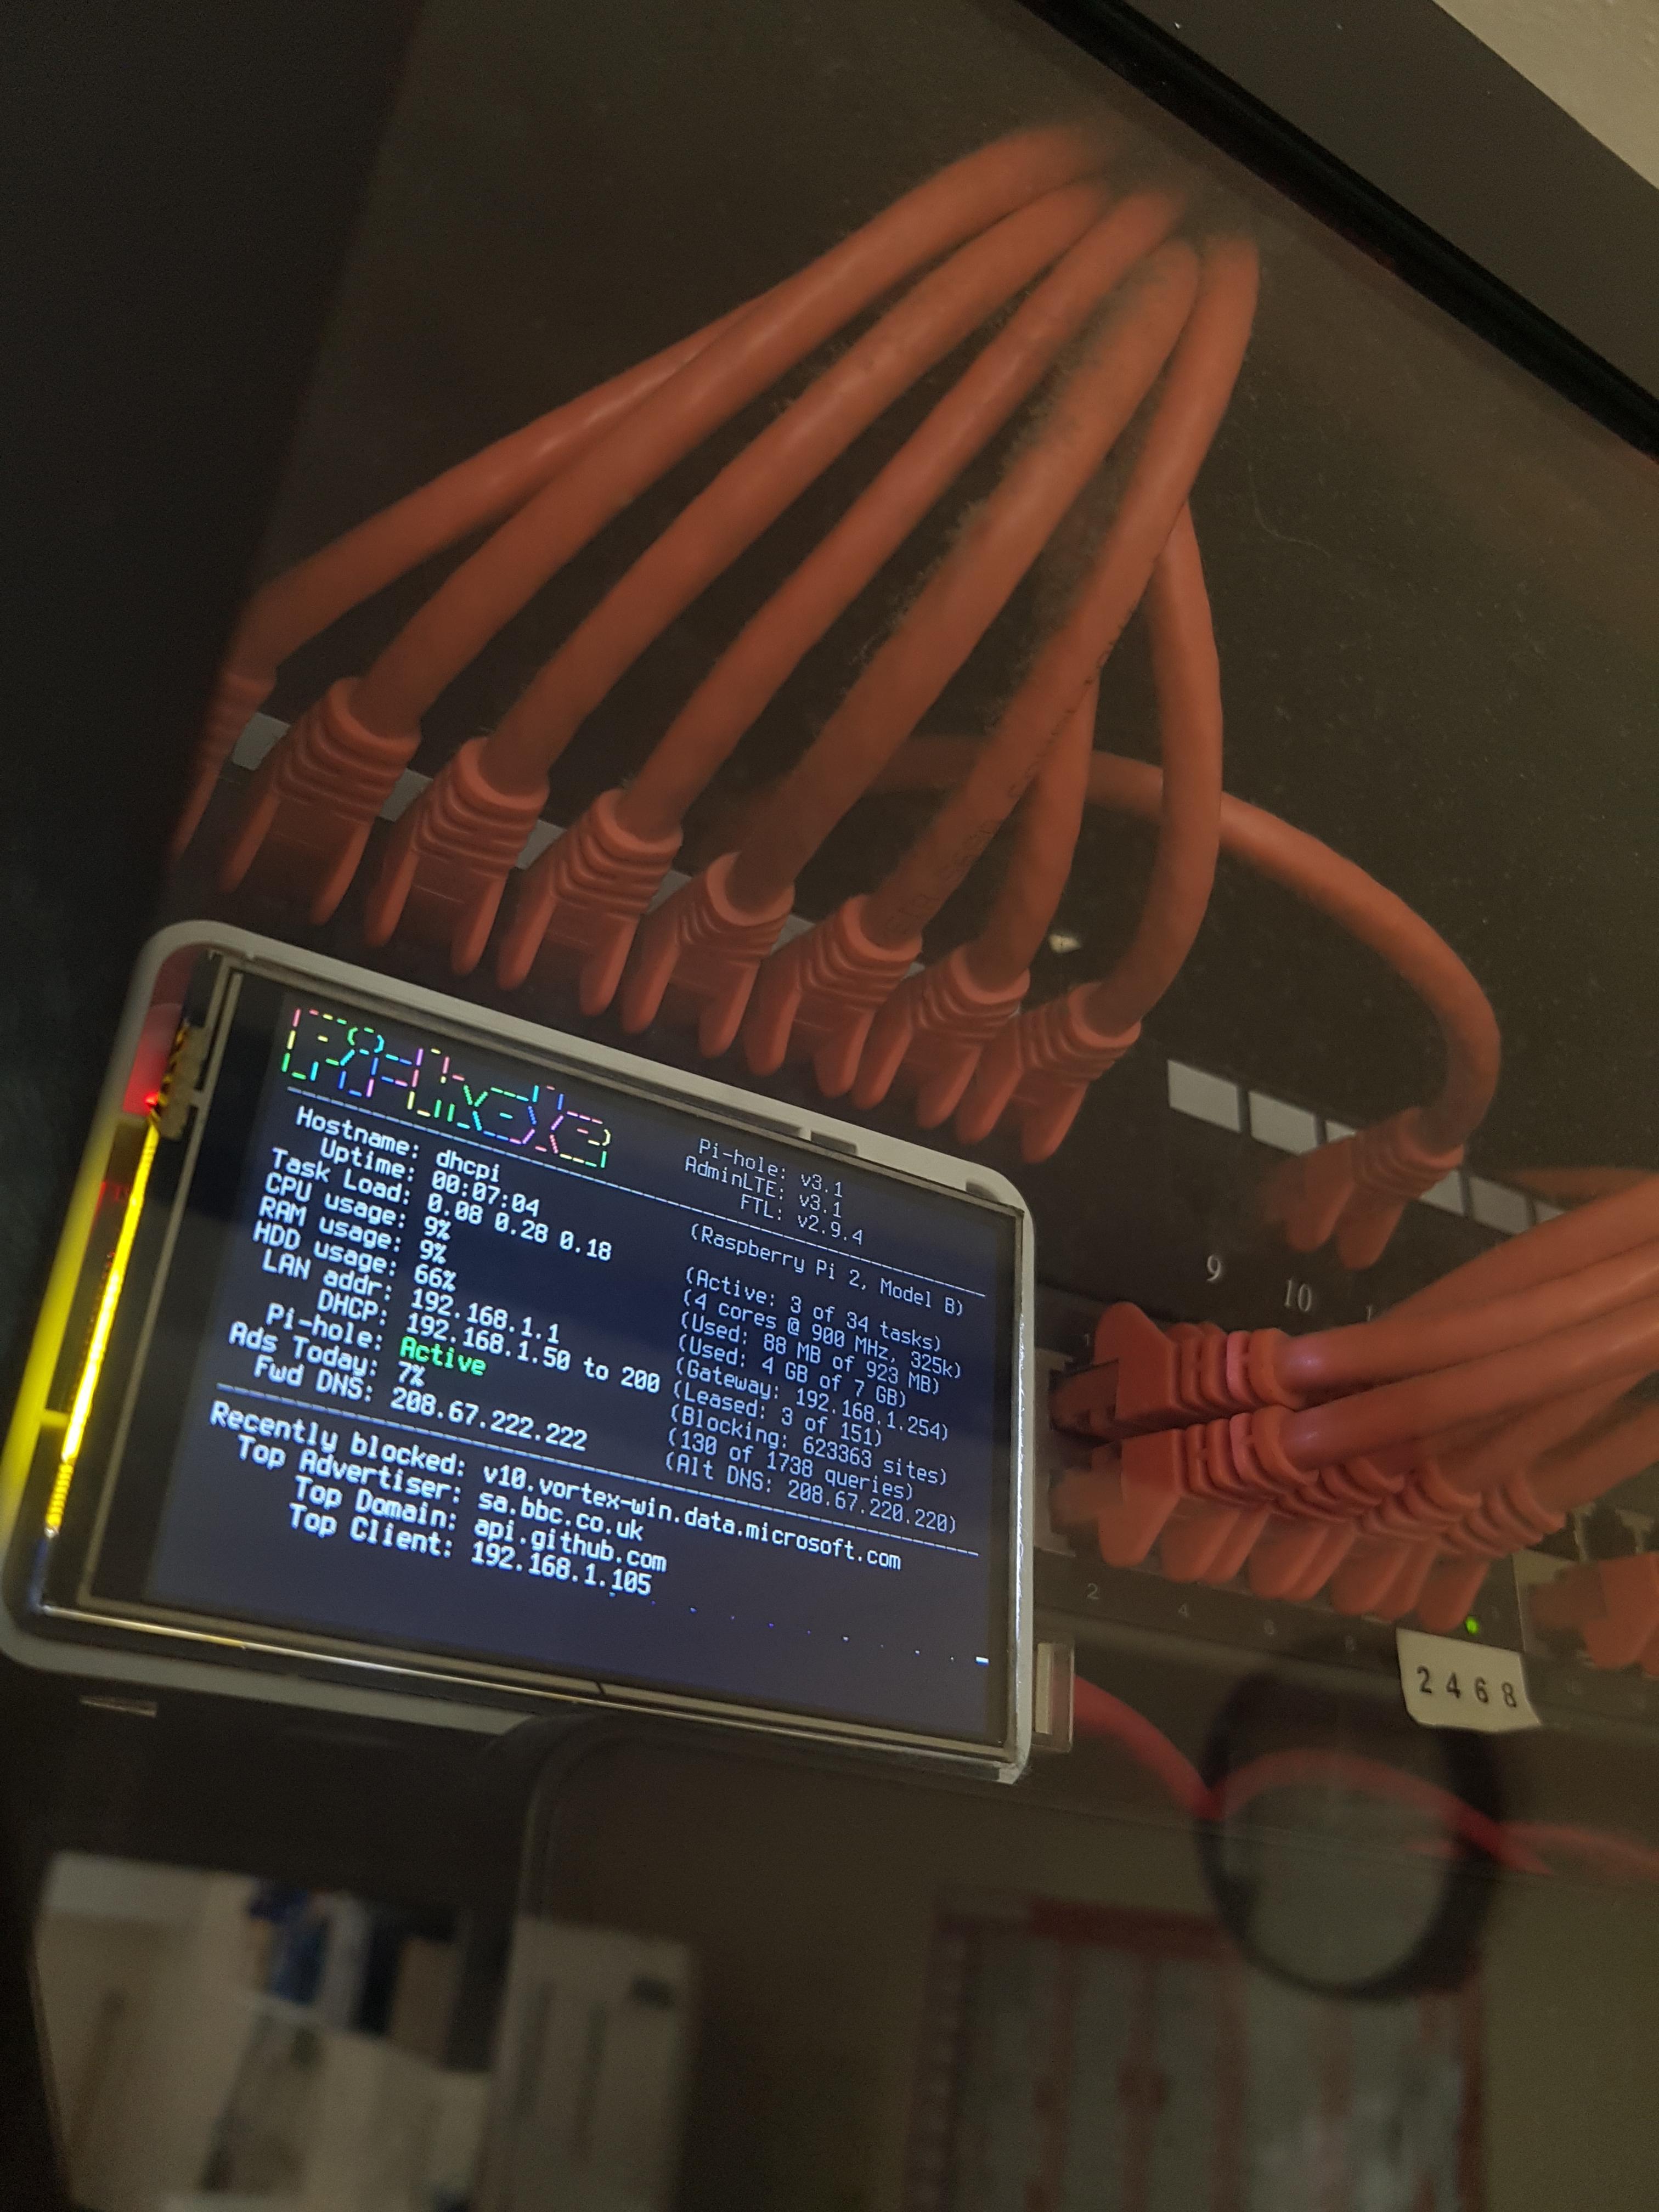 Pi-hole
Pi-hole: v3.1
AdminLTE: v3.1
FTL: v2.9.4
Hostname: dhcpi (Raspberry Pi 2, Model B)
Uptime: 00:07:04
Task Load: 0.08 0.28 0.18 (Active: 3 of 34 tasks)
CPU usage: 9% (4 cores @ 900 MHz, 325k)
RAM usage: 9% (Used: 88 MB of 923 MB)
HDD usage: 66% (Used: 4 GB of 7 GB)
LAN addr: 192.168.1.1 (Gateway: 192.168.1.254)
DHCP: 192.168.1.50 to 200 (Leased: 3 of 151)
Pi-hole: Active (Blocking: 623363 sites)
Ads Today: 7% (130 of 1738 queries)
Fwd DNS: 208.67.222.222 (Alt DNS: 208.67.220.220)
Recently blocked: v10.vortex-win.data.microsoft.com
Top Advertiser: sa.bbc.co.uk
Top Domain: api.github.com
Top Client: 192.168.1.105
9 10
1
2 4 6 8
2 4 6 8